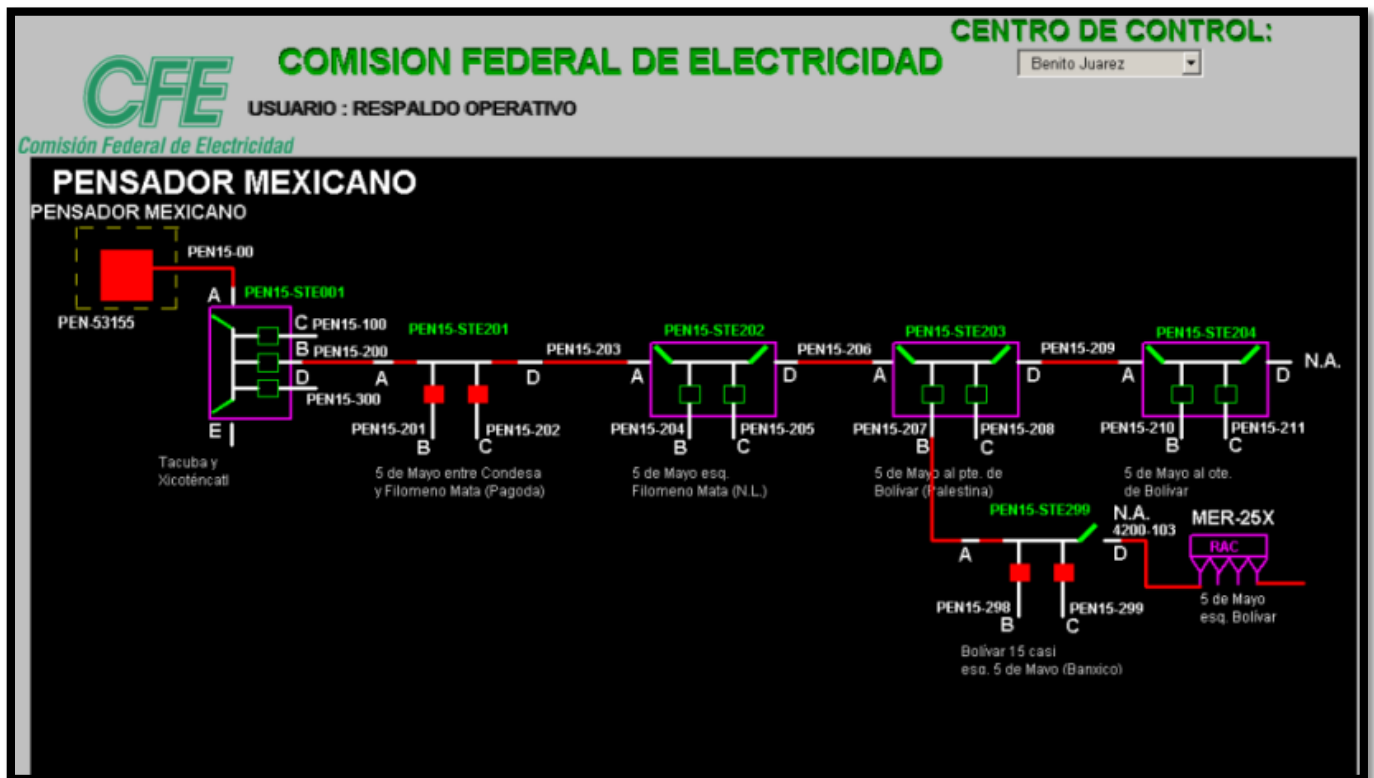 CENTRO DE CONTROL:
Benito Juarez
COMISION FEDERAL DE ELECTRICIDAD
CFE
USUARIO : RESPALDO OPERATIVO
Comisión Federal de Electricidad
PENSADOR MEXICANO
PENSADOR MEXICANO
PEN15-00
A
PEN15-STE001
PEN-53155
C PEN15-100
B PEN15-200
D
PEN15-300
E
Tacuba y
Xicoténcatl
PEN15-STE201
A
D
PEN15-201
B
C
PEN15-202
5 de Mayo entre Condesa
y Filomeno Mata (Pagoda)
PEN15-203
PEN15-STE202
A
D
PEN15-204
B
C
PEN15-205
5 de Mayo esq.
Filomeno Mata (N.L.)
PEN15-206
PEN15-STE203
A
D
PEN15-207
B
C
PEN15-208
5 de Mayo al pte. de
Bolívar (Palestina)
PEN15-209
PEN15-STE204
A
D
N.A.
PEN15-210
B
C
PEN15-211
5 de Mayo al ote.
de Bolívar
PEN15-STE299
N.A.
4200-103
A
D
PEN15-298
B
C
PEN15-299
Bolívar 15 casi
esq. 5 de Mayo (Banxico)
MER-25X
RAC
5 de Mayo
esq. Bolívar